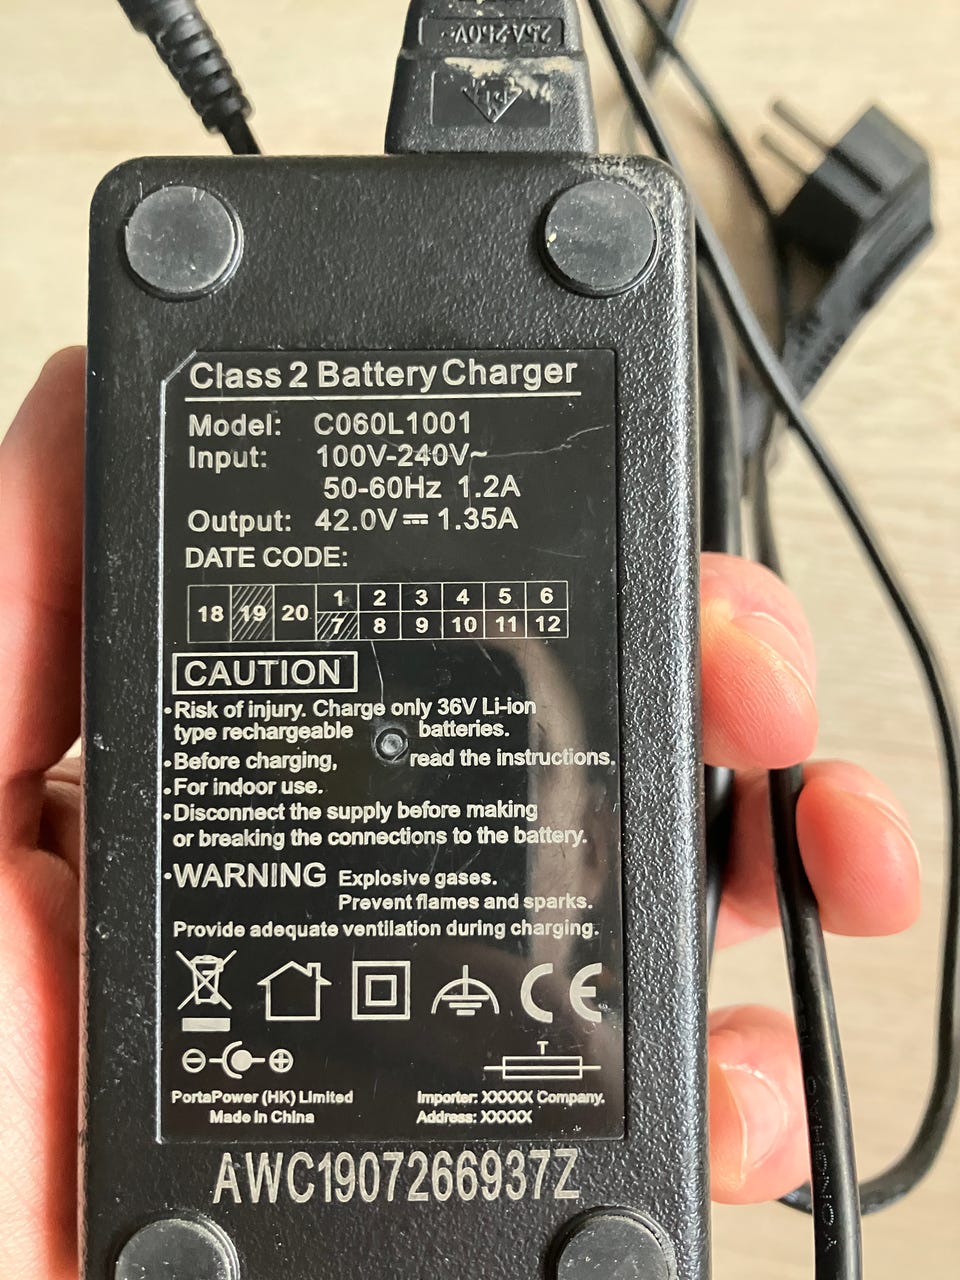 2.5A-250V~
Class 2 Battery Charger
Model: C060L1001
Input: 100V-240V~
50-60Hz 1.2A
Output: 42.0V⎓1.35A
DATE CODE:
18 19 20 1 2 3 4 5 6
7 8 9 10 11 12
CAUTION
•Risk of injury. Charge only 36V Li-ion
type rechargeable batteries.
•Before charging, read the instructions.
•For indoor use.
•Disconnect the supply before making
or breaking the connections to the battery.
•WARNING Explosive gases.
Prevent flames and sparks.
Provide adequate ventilation during charging.
CE
T
PortaPower (HK) Limited
Made in China
Importer: XXXXX Company.
Address: XXXXX
AWC1907266937Z